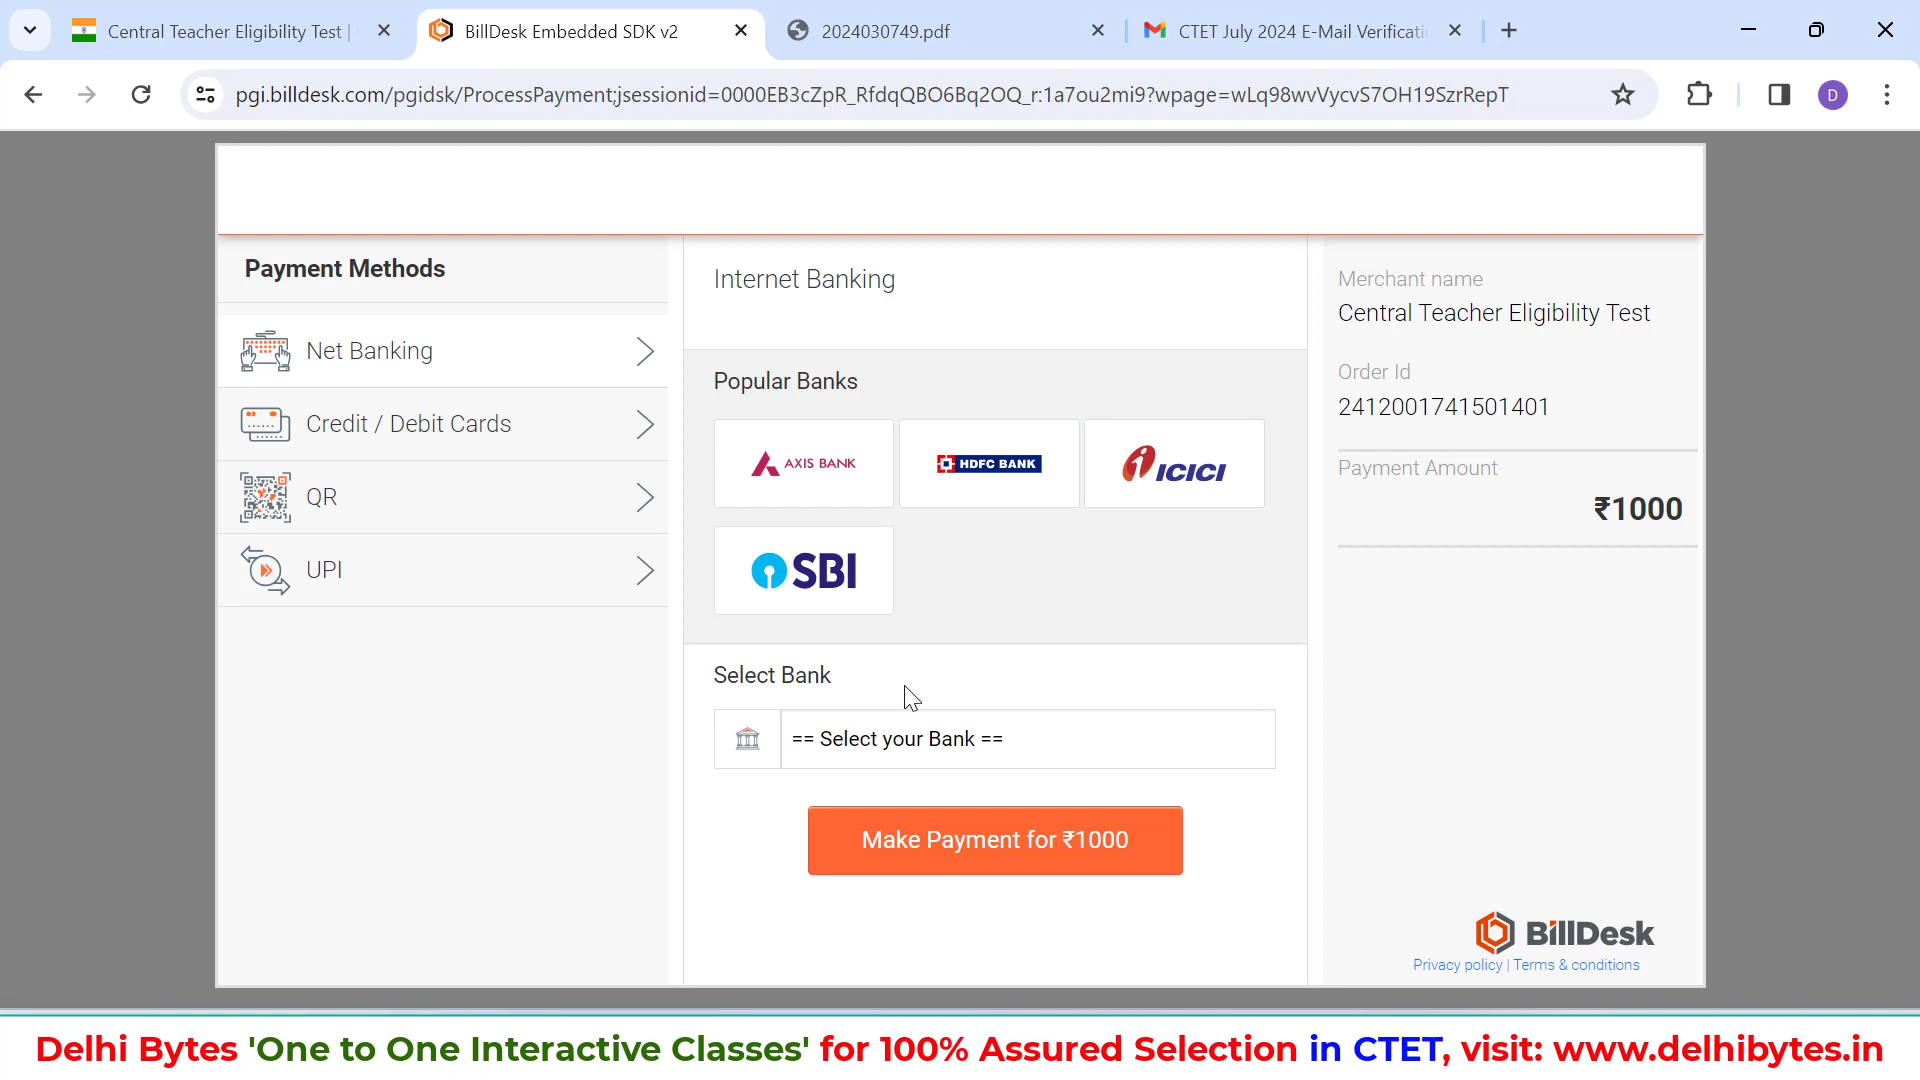 Central Teacher Eligibility Test |
BillDesk Embedded SDK v2
2024030749.pdf
CTET July 2024 E-Mail Verificati
pgi.billdesk.com/pgidsk/ProcessPayment;jsessionid=0000EB3cZpR_RfdqQBO6Bq2OQ_r:1a7ou2mi9?wpage=wLq98wvVycvS7OH19SzrRepT
D
Payment Methods
Net Banking
Credit / Debit Cards
QR
UPI
Internet Banking
Popular Banks
AXIS BANK
HDFC BANK
ICICI
SBI
Select Bank
== Select your Bank ==
Make Payment for ₹1000
Merchant name
Central Teacher Eligibility Test
Order Id
2412001741501401
Payment Amount
₹1000
BillDesk
Privacy policy | Terms & conditions
Delhi Bytes 'One to One Interactive Classes' for 100% Assured Selection in CTET, visit: www.delhibytes.in